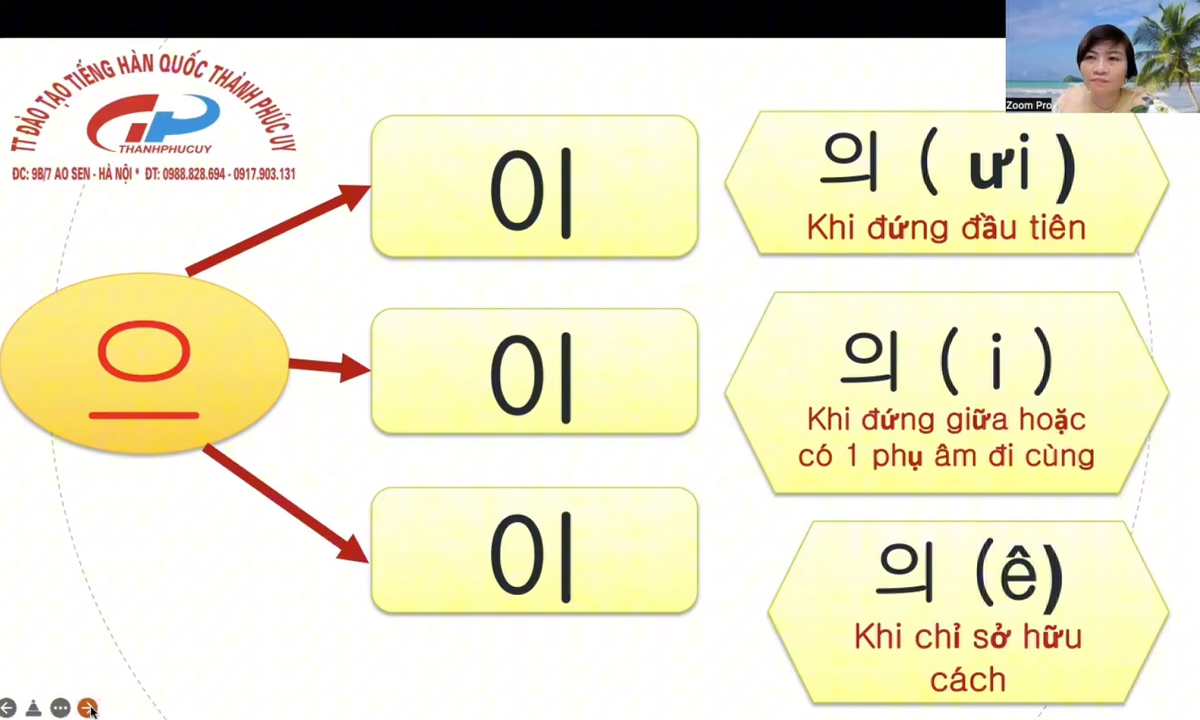 TT ĐÀO TẠO TIẾNG HÀN QUỐC THÀNH PHÚC UY
THANHPHUCUY
ĐC: 9B/7 AO SEN - HÀ NỘI * ĐT: 0988.828.694 - 0917.903.131
Zoom Pro
으
이
의 ( ưi )
Khi đứng đầu tiên
이
의 ( i )
Khi đứng giữa hoặc
có 1 phụ âm đi cùng
이
의 (ê)
Khi chỉ sở hữu
cách